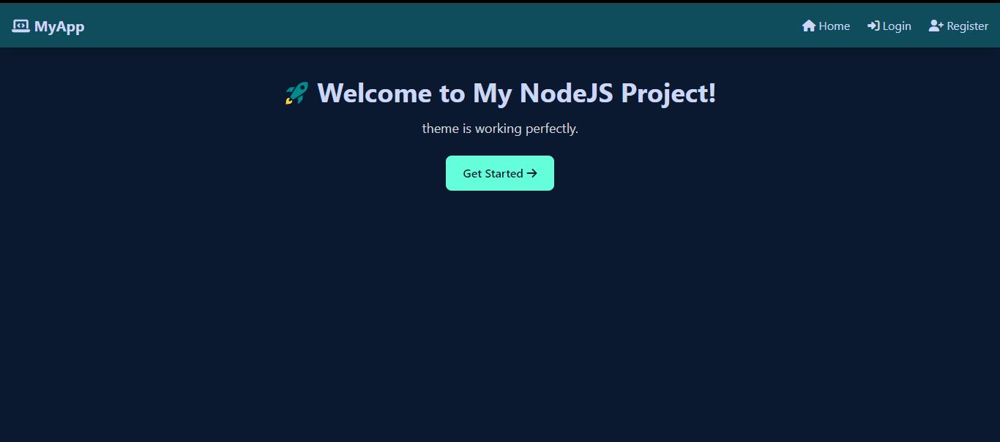 MyApp
Home
Login
Register
Welcome to My NodeJS Project!
theme is working perfectly.
Get Started